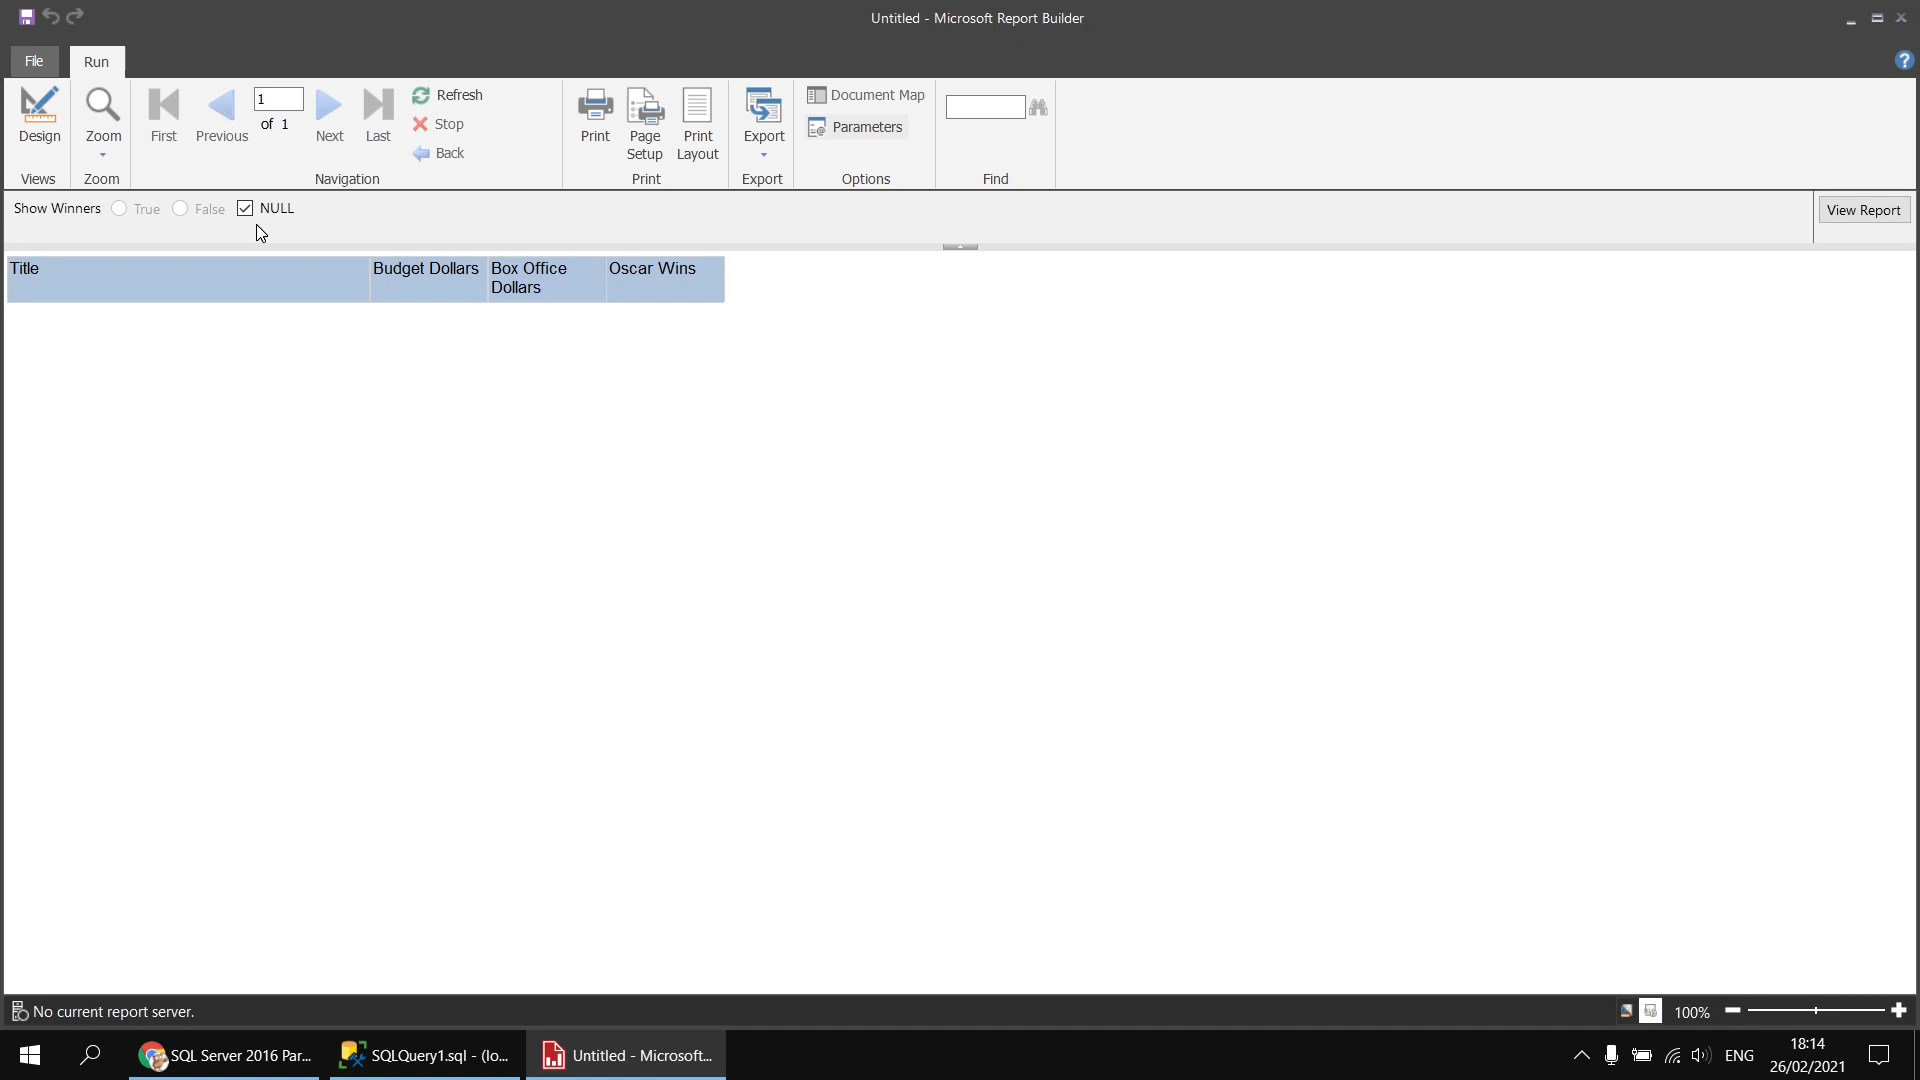 Untitled - Microsoft Report Builder
File
Run
Design
Zoom
First
Previous
1
of 1
Next
Last
Refresh
Stop
Back
Print
Page
Setup
Print
Layout
Export
Document Map
Parameters
Views
Zoom
Navigation
Print
Export
Options
Find
Show Winners True False NULL
View Report
Title Budget Dollars Box Office Dollars Oscar Wins
No current report server.
100%
SQL Server 2016 Par...
SQLQuery1.sql - (lo...
Untitled - Microsoft...
ENG
18:14
26/02/2021